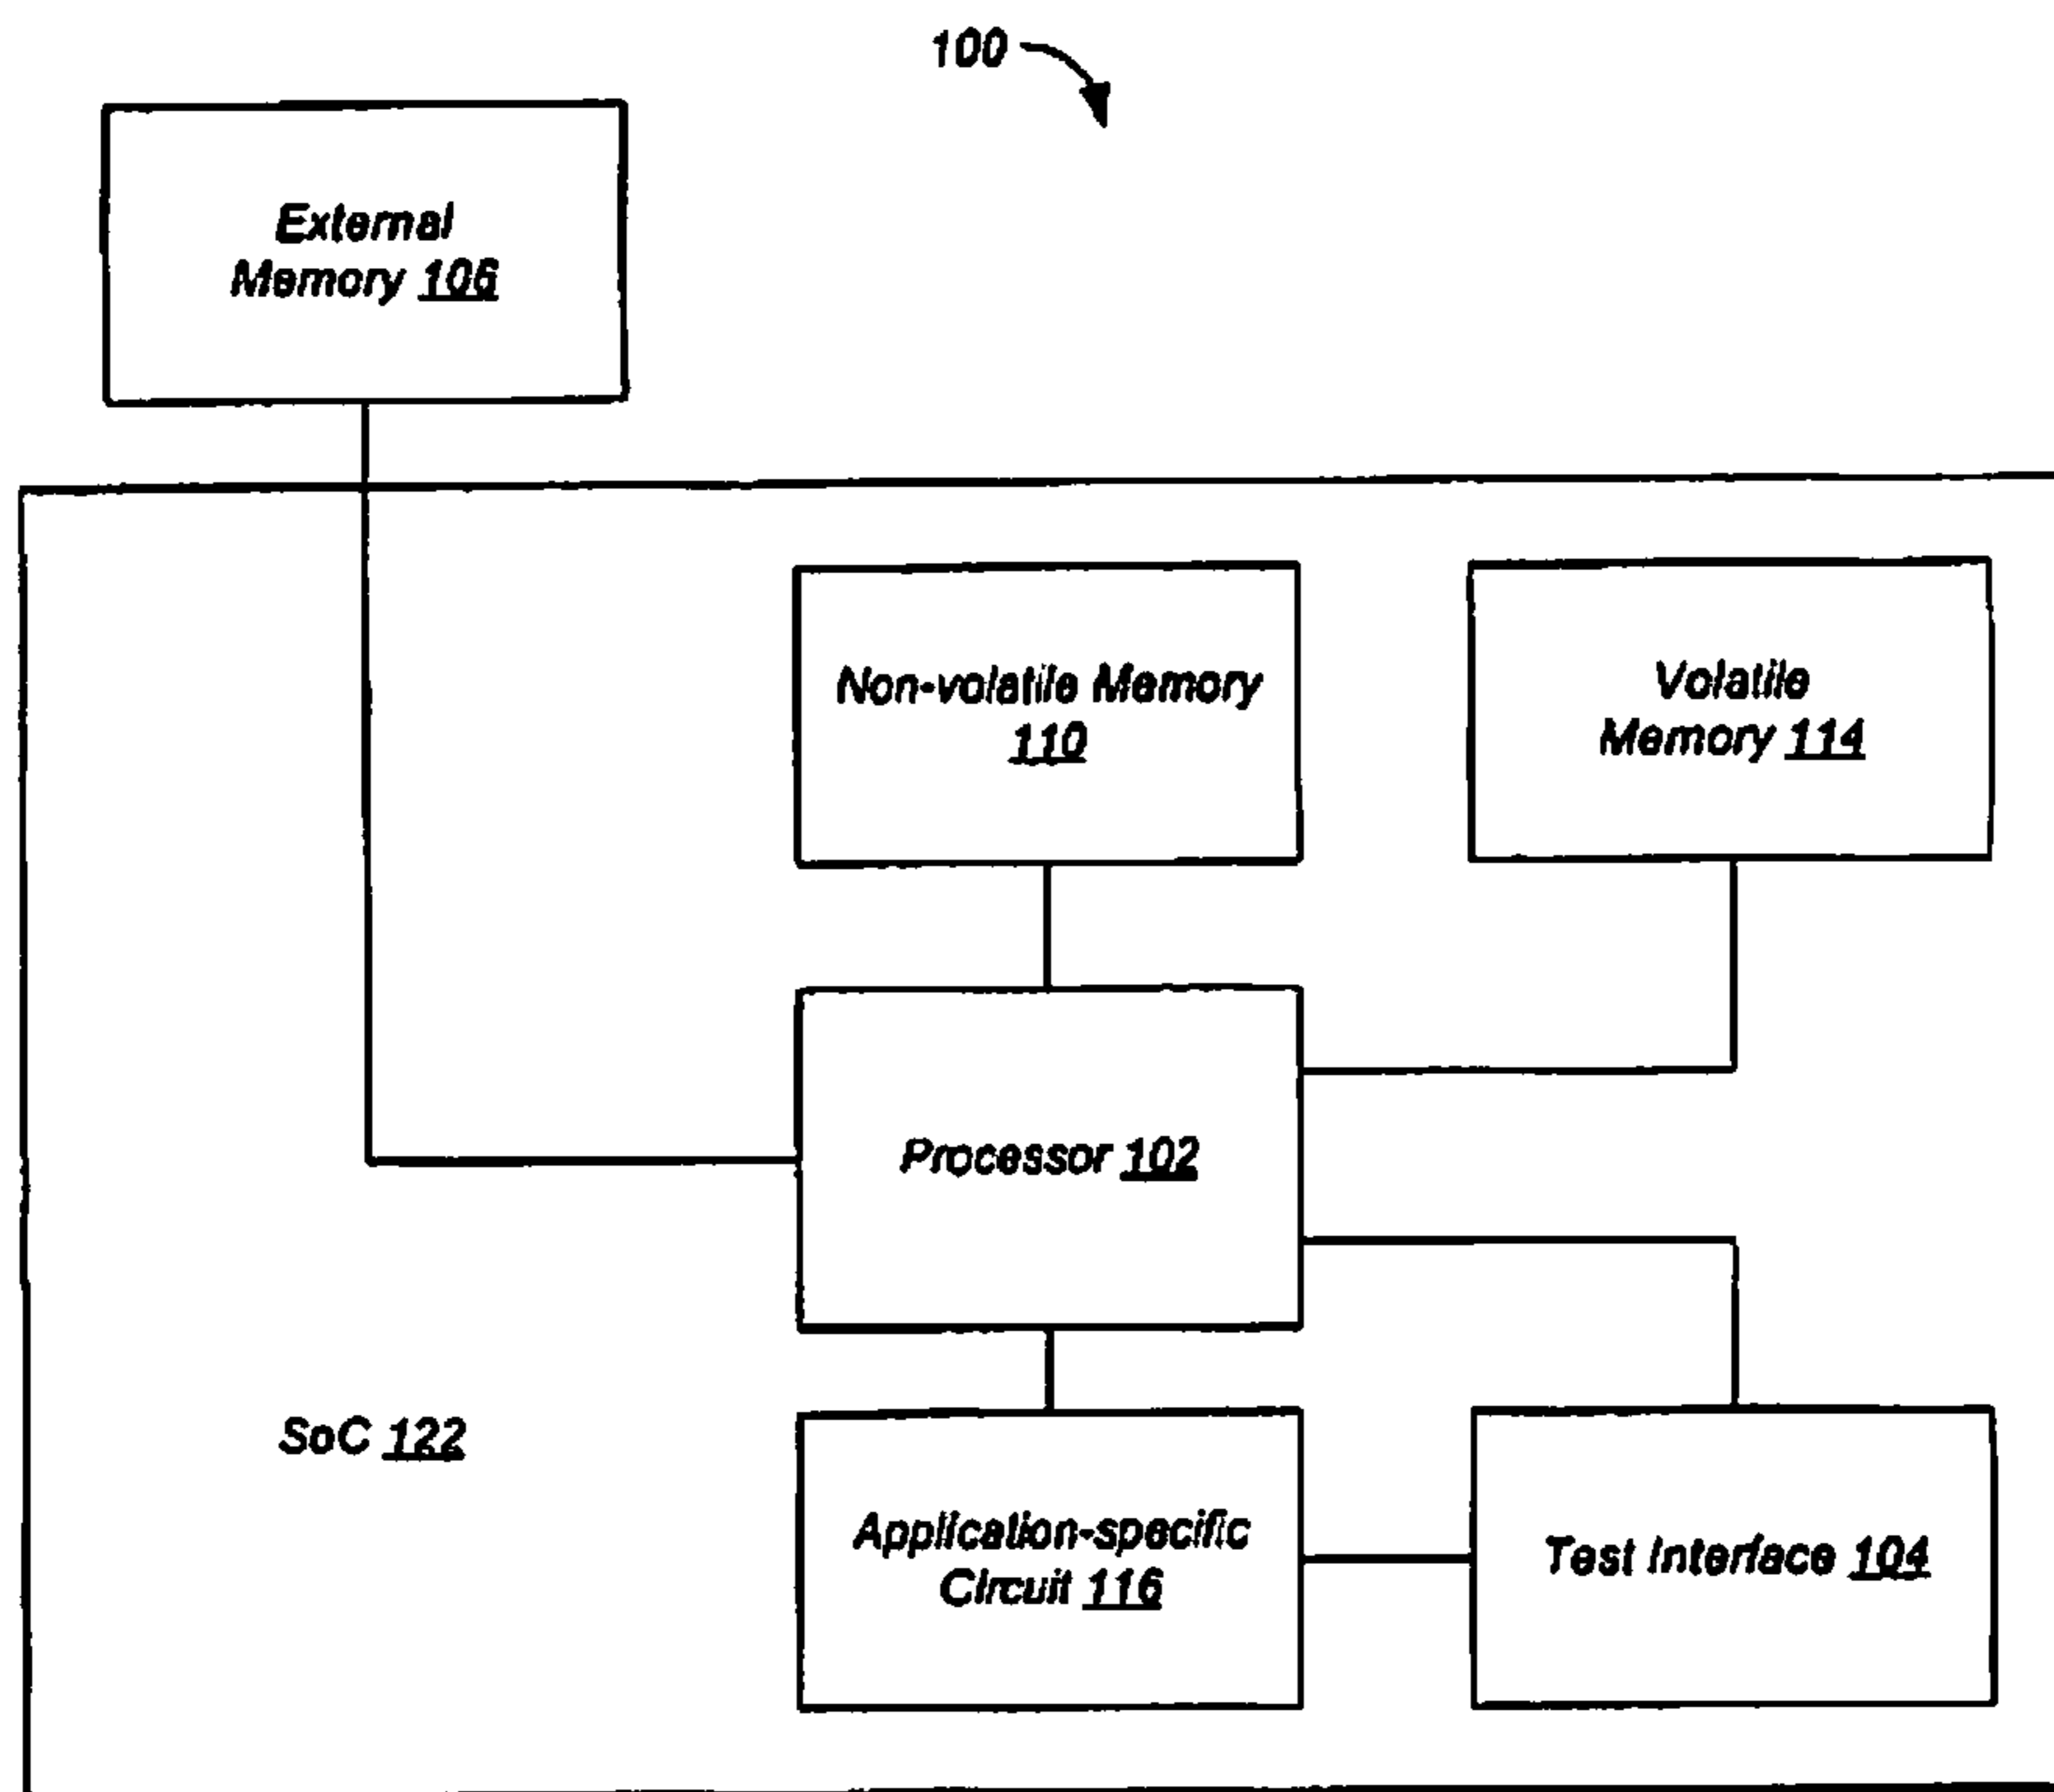 100
External
Memory 106
Non-volatile Memory
110
Volatile
Memory 114
Processor 102
SoC 122
Application-specific
Circuit 116
Test Interface 104